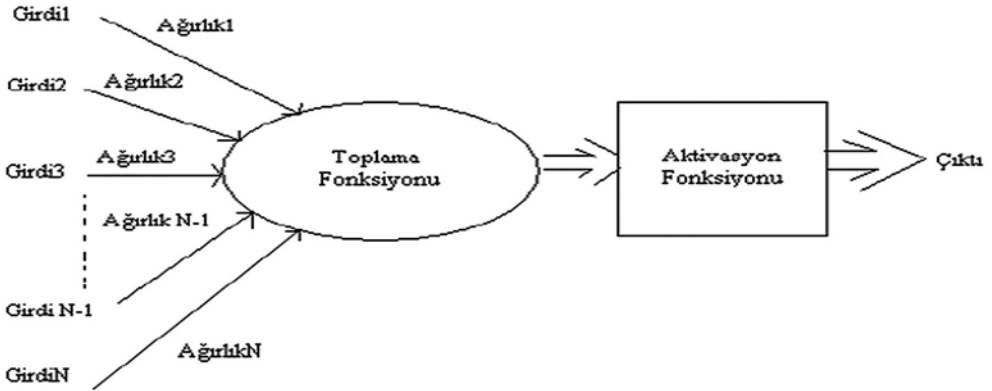 Girdi1
Ağırlık1
Girdi2
Ağırlık2
Girdi3
Ağırlık3
Toplama
Fonksiyonu
Aktivasyon
Fonksiyonu
Çıktı
Ağırlık N-1
Girdi N-1
AğırlıkN
GirdiN